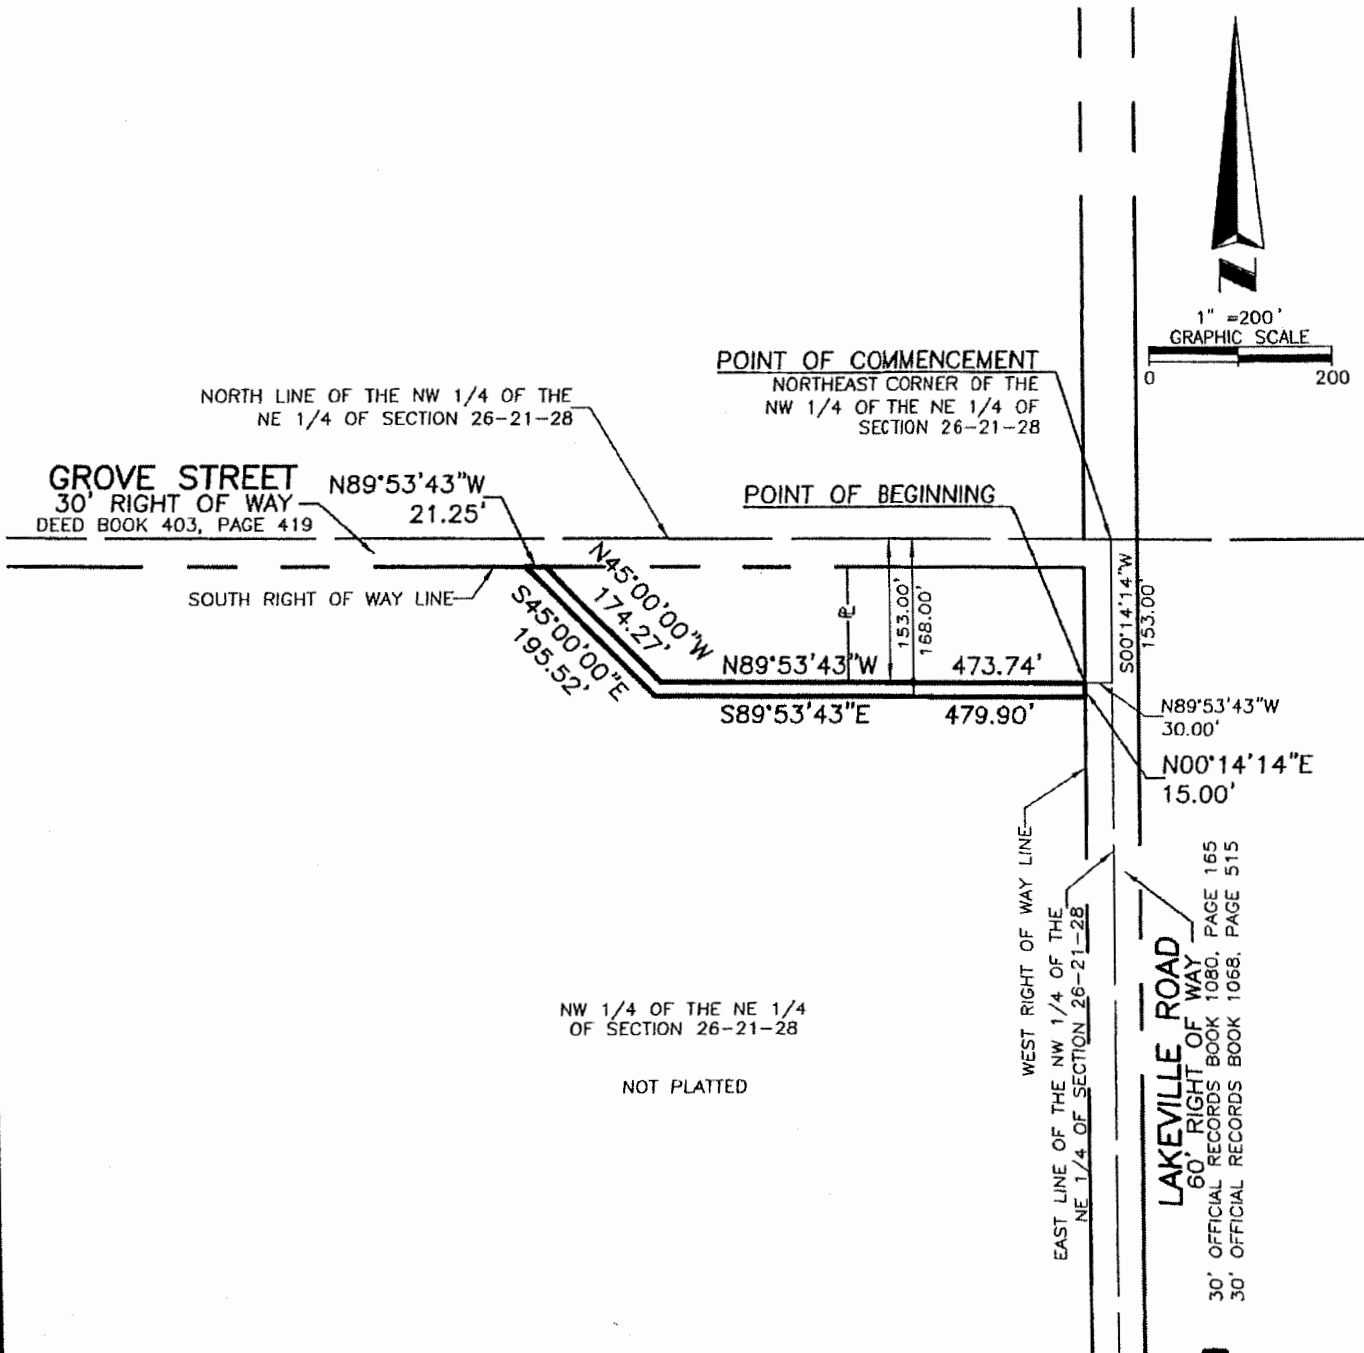 1" =200'
GRAPHIC SCALE
0 200
POINT OF COMMENCEMENT
NORTHEAST CORNER OF THE
NW 1/4 OF THE NE 1/4 OF
SECTION 26-21-28
NORTH LINE OF THE NW 1/4 OF THE
NE 1/4 OF SECTION 26-21-28
GROVE STREET
30' RIGHT OF WAY
DEED BOOK 403, PAGE 419
N89°53'43"W
21.25'
POINT OF BEGINNING
SOUTH RIGHT OF WAY LINE
N45°00'00"W
174.27'
S45°00'00"E
195.52'
153.00'
168.00'
S00°14'14"W
153.00'
N89°53'43"W 473.74'
S89°53'43"E 479.90'
N89°53'43"W
30.00'
N00°14'14"E
15.00'
WEST RIGHT OF WAY LINE
EAST LINE OF THE NW 1/4 OF THE
NE 1/4 OF SECTION 26-21-28
LAKEVILLE ROAD
60' RIGHT OF WAY
30' OFFICIAL RECORDS BOOK 1080, PAGE 165
30' OFFICIAL RECORDS BOOK 1068, PAGE 515
NW 1/4 OF THE NE 1/4
OF SECTION 26-21-28
NOT PLATTED
N